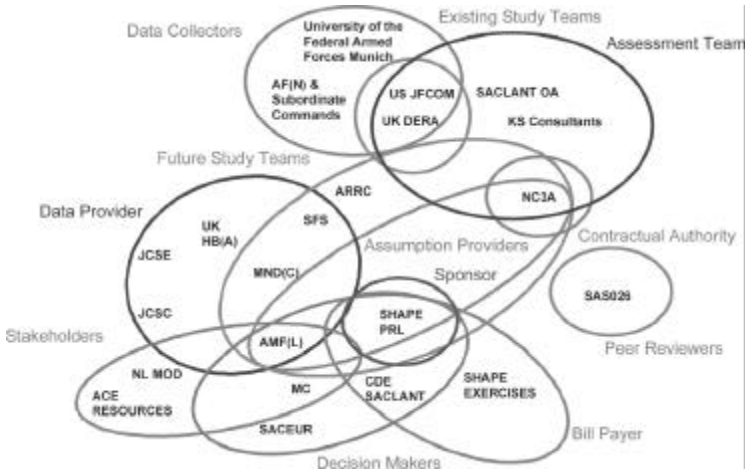 Existing Study Teams
Data Collectors
University of the
Federal Armed
Forces Munich
Assessment Team
AF(N) &
Subordinate
Commands
US JFCOM
SACLANT OA
UK DERA
KS Consultants
Future Study Teams
ARRC
NC3A
Data Provider
UK
HB(A)
SFS
Contractual Authority
JCSE
Assumption Providers
MND(C)
Sponsor
SAS026
JCSC
SHAPE
PRL
Stakeholders
AMF(L)
Peer Reviewers
NL MOD
MC
CDE
SACLANT
SHAPE
EXERCISES
ACE
RESOURCES
SACEUR
Bill Payer
Decision Makers